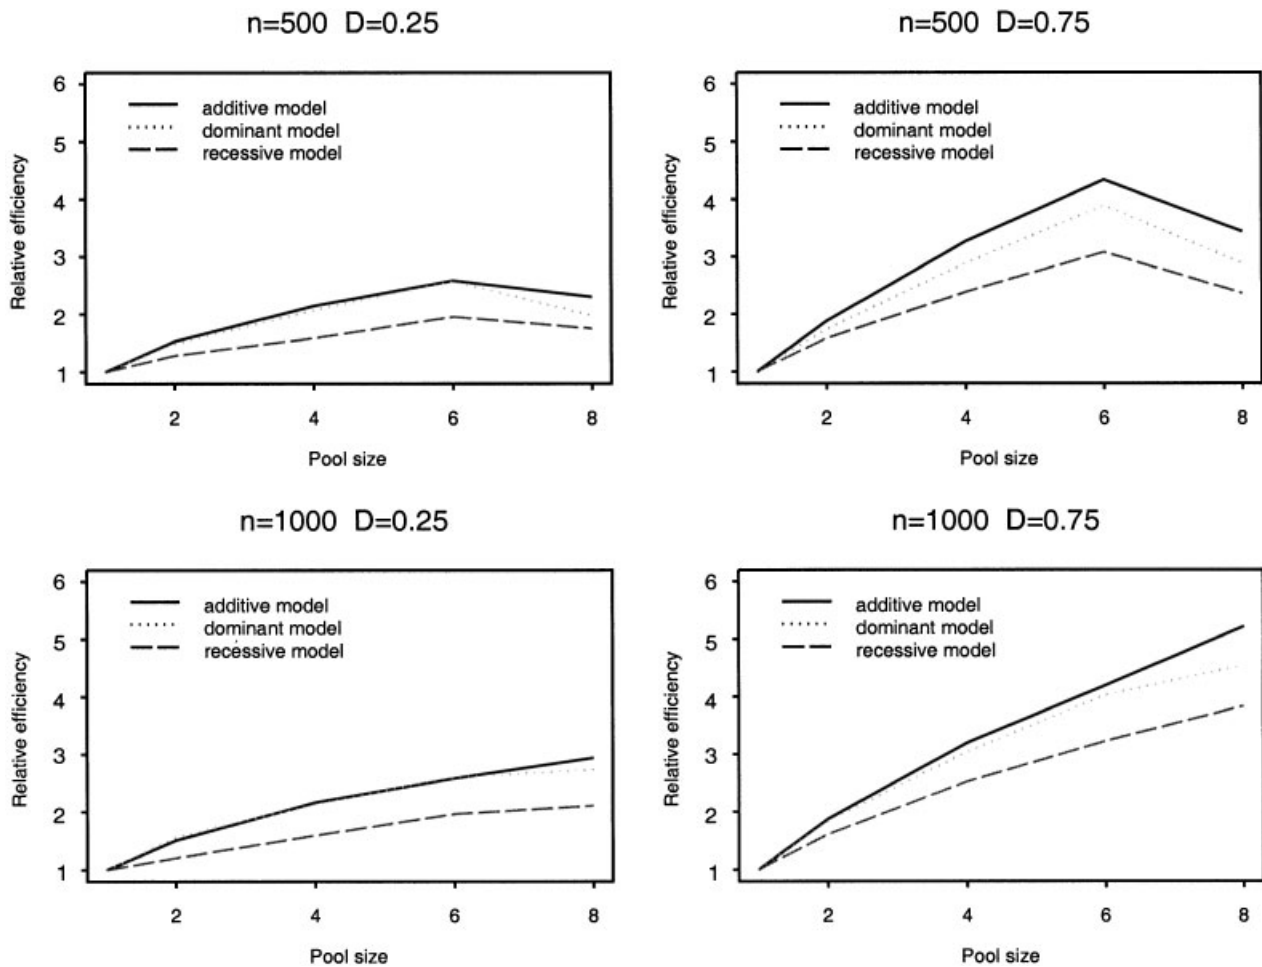 n=500 D=0.25
6
5
4
3
2
1
Relative efficiency
additive model
dominant model
recessive model
2 4 6 8
Pool size
n=500 D=0.75
6
5
4
3
2
1
Relative efficiency
additive model
dominant model
recessive model
2 4 6 8
Pool size
n=1000 D=0.25
6
5
4
3
2
1
Relative efficiency
additive model
dominant model
recessive model
2 4 6 8
Pool size
n=1000 D=0.75
6
5
4
3
2
1
Relative efficiency
additive model
dominant model
recessive model
2 4 6 8
Pool size